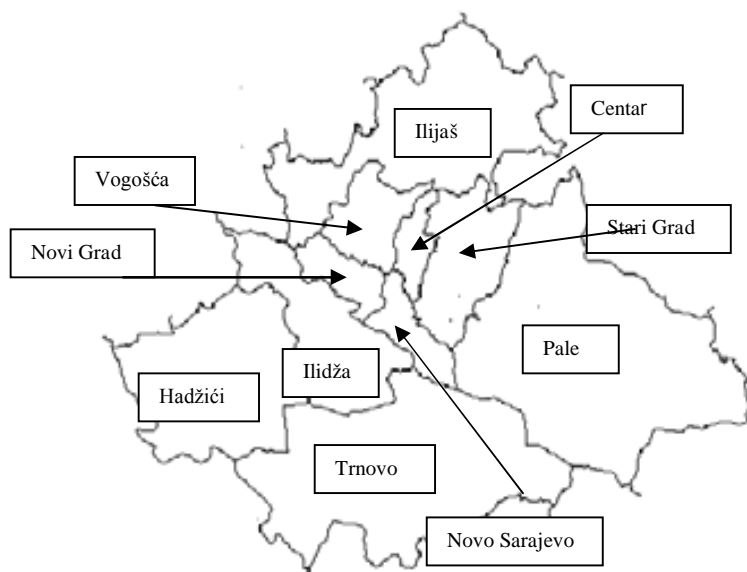 Centar
Ilijaš
Vogošća
Stari Grad
Novi Grad
Pale
Ilidža
Hadžići
Trnovo
Novo Sarajevo